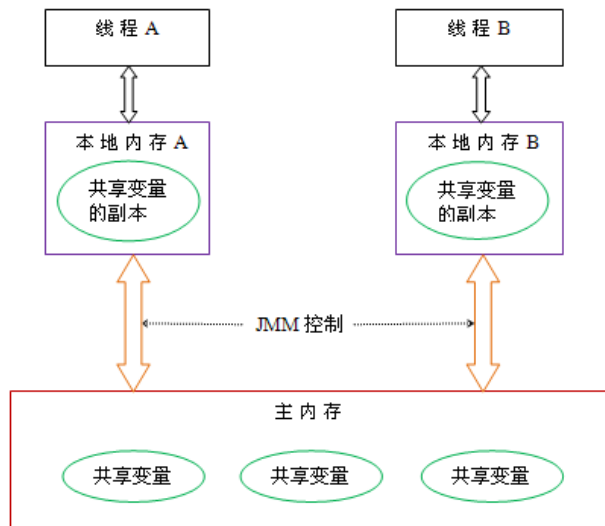 线程 A
线程 B
本地内存 A
本地内存 B
共享变量
的副本
共享变量
的副本
JMM 控制
主内存
共享变量
共享变量
共享变量